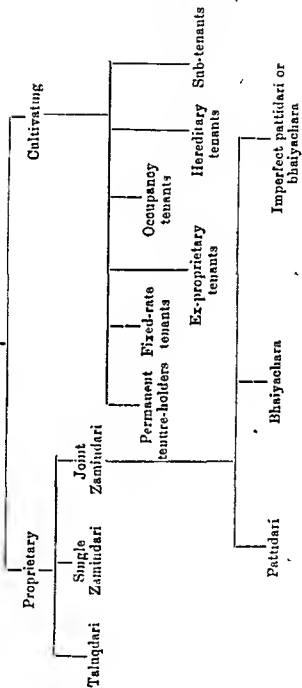 Proprietary
Cultivating
Taluqdari
Single
Zamindari
Joint
Zamindari
Permanent
tenure-holders
Fixed-rate
tenants
Ex-proprietary
tenants
Occupancy
tenants
Hereditary
tenants
Sub-tenants
Pattidari
Bhaiyachara
Imperfect pattidari or
bhaiyachara